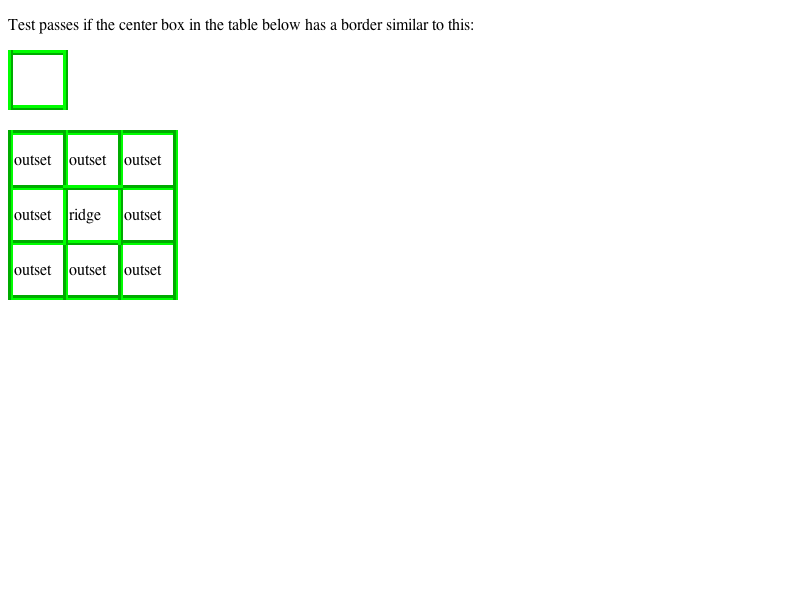 Test passes if the center box in the table below has a border similar to this:
outset outset outset
outset ridge outset
outset outset outset